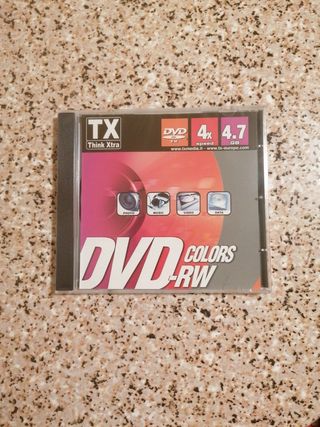 TX
Think Xtra
DVD
4x
speed
4.7
GB
www.txmedia.it - www.tx-europe.com
PHOTO
MUSIC
VIDEO
DATA
DVD-RW
COLORS